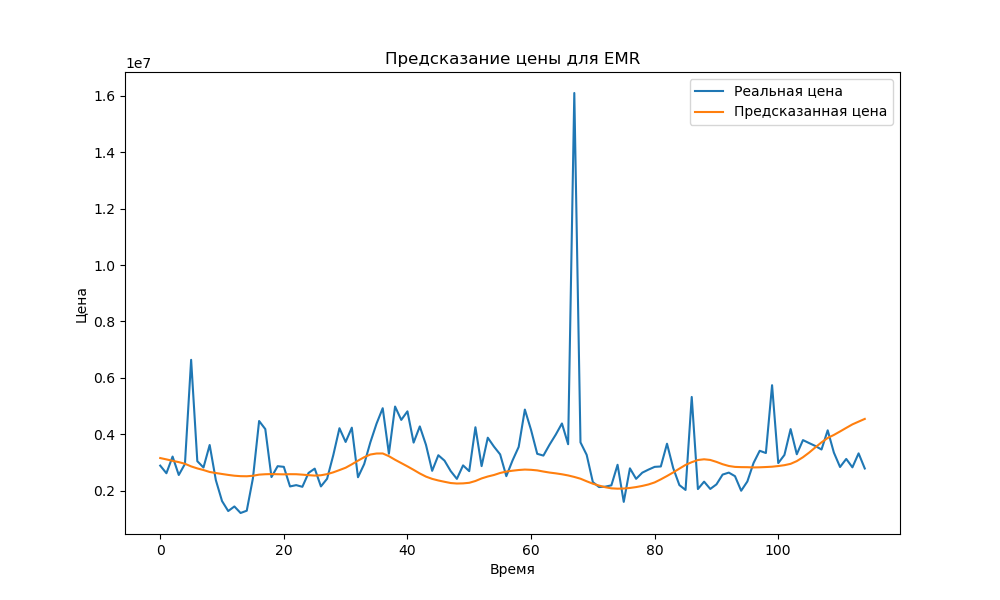 Предсказание цены для EMR
1e7
Реальная цена
Предсказанная цена
1.6
1.4
1.2
1.0
0.8
0.6
0.4
0.2
Цена
0 20 40 60 80 100
Время